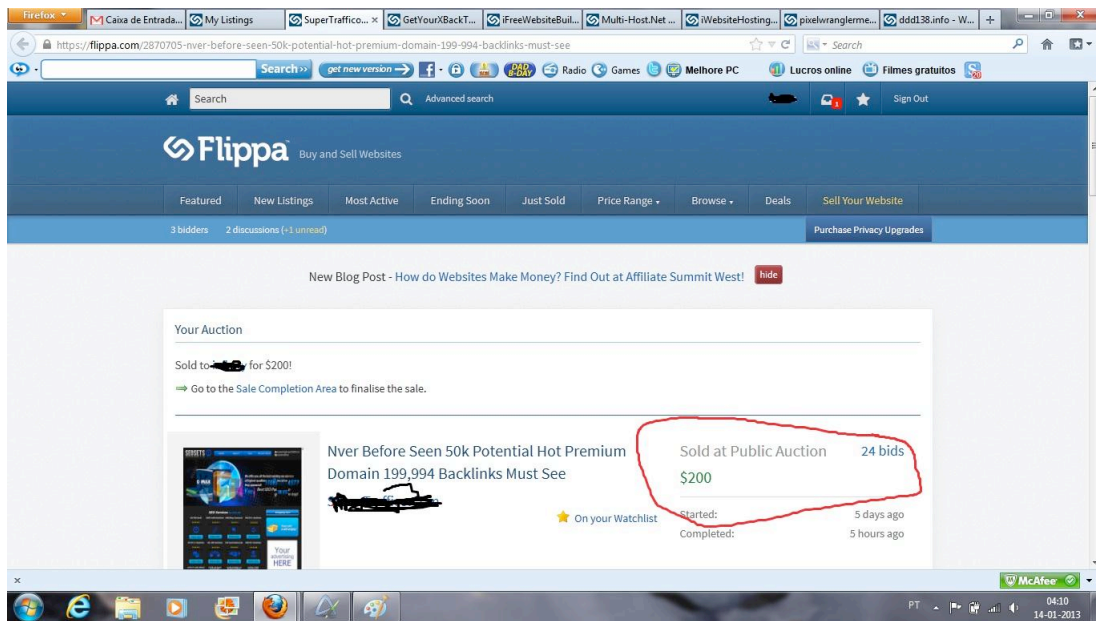 Firefox
Caixa de Entrada...
My Listings
SuperTraffico...
GetYourXBackT...
iFreeWebsiteBuil...
Multi-Host.Net ...
iWebsiteHosting...
pixelwranglerme...
ddd138.info - W...
https://flippa.com/2870705-nver-before-seen-50k-potential-hot-premium-domain-199-994-backlinks-must-see
Search
Search>>
get new version
Radio
Games
Melhore PC
Lucros online
Filmes gratuitos
Search
Advanced search
1
Sign Out
Flippa
Buy and Sell Websites
Featured
New Listings
Most Active
Ending Soon
Just Sold
Price Range
Browse
Deals
Sell Your Website
3 bidders
2 discussions (+1 unread)
Purchase Privacy Upgrades
New Blog Post - How do Websites Make Money? Find Out at Affiliate Summit West!
hide
Your Auction
Sold to for $200!
Go to the Sale Completion Area to finalise the sale.
Nver Before Seen 50k Potential Hot Premium
Domain 199,994 Backlinks Must See
On your Watchlist
Sold at Public Auction
24 bids
$200
Started:
5 days ago
Completed:
5 hours ago
Your
advertising
HERE
McAfee
PT
04:10
14-01-2013